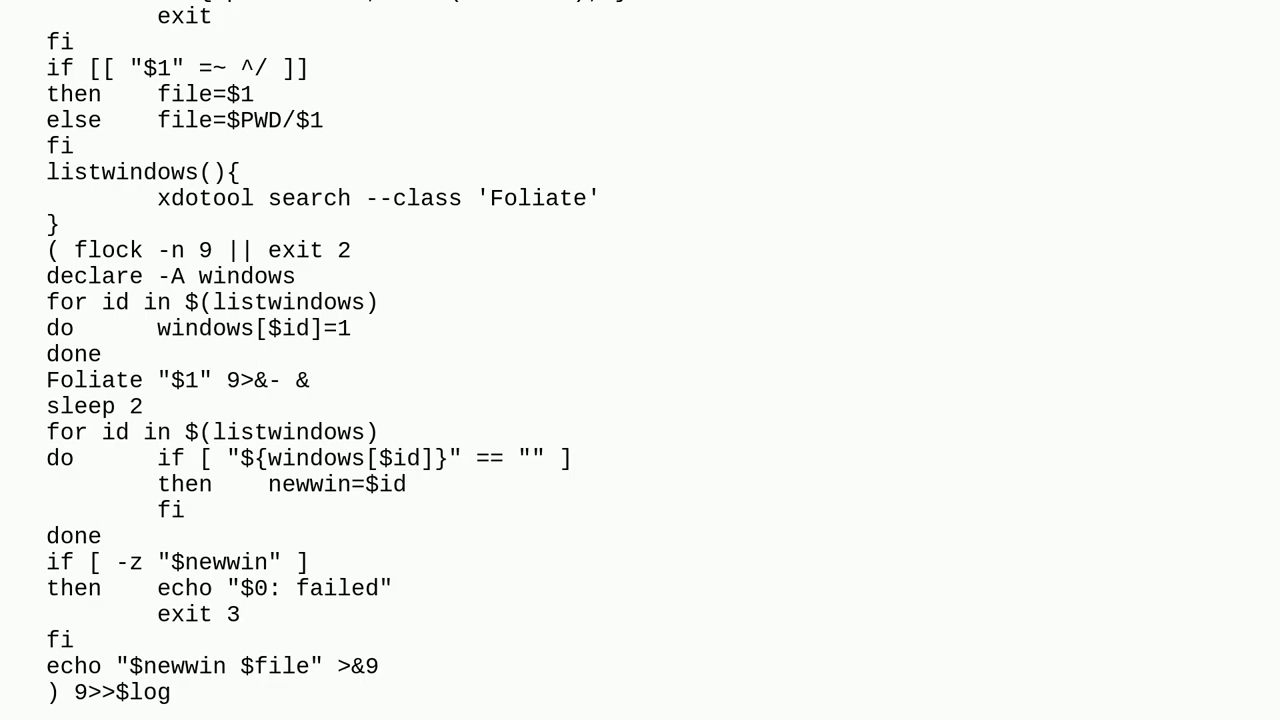 exit
fi
if [[ "$1" =~ ^/ ]]
then    file=$1
else    file=$PWD/$1
fi
listwindows(){
        xdotool search --class 'Foliate'
}
( flock -n 9 || exit 2
declare -A windows
for id in $(listwindows)
do      windows[$id]=1
done
Foliate "$1" 9>&- &
sleep 2
for id in $(listwindows)
do      if [ "${windows[$id]}" == "" ]
        then    newwin=$id
        fi
done
if [ -z "$newwin" ]
then    echo "$0: failed"
        exit 3
fi
echo "$newwin $file" >&9
) 9>>$log